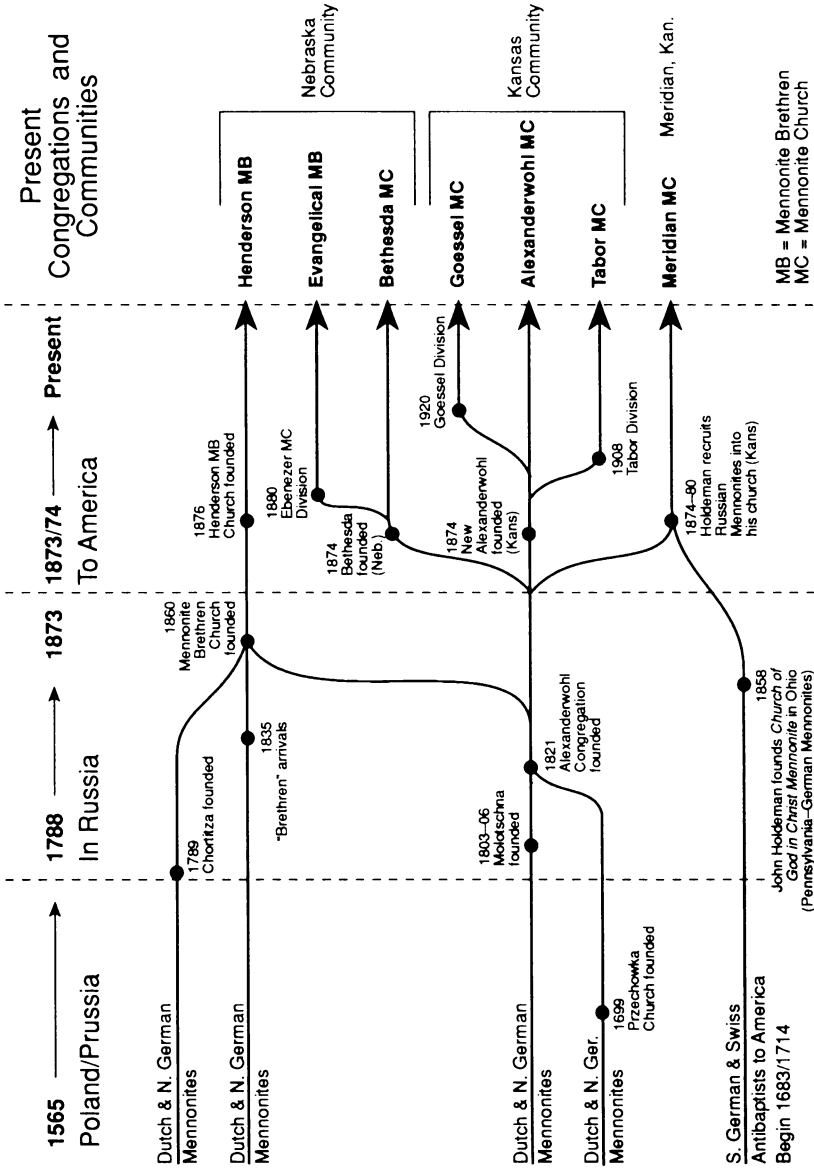 1565
Poland/Prussia
1788
In Russia
1873
1873/74
To America
Present
Present
Congregations and
Communities
Dutch & N. German
Mennonites
1789
Chortitza founded
Dutch & N. German
Mennonites
1835
"Brethren" arrivals
1860
Mennonite
Brethren
Church
founded
1876
Henderson MB
Church founded
Henderson MB
1880
Ebenezer MC
Division
Evangelical MB
1874
Bethesda
founded
(Neb.)
Bethesda MC
Nebraska
Community
1920
Goessel Division
Goessel MC
Dutch & N. German
Mennonites
1803–06
Molotschna
founded
1821
Alexanderwohl
Congregation
founded
1874
New
Alexanderwohl
founded
(Kans)
Alexanderwohl MC
Kansas
Community
Dutch & N. Ger.
Mennonites
1699
Przechowka
Church founded
1908
Tabor Division
Tabor MC
1874–80
Holdeman recruits
Russian
Mennonites into
his church (Kans)
Meridian MC
Meridian, Kan.
S. German & Swiss
Antibaptists to America
Begin 1683/1714
1858
John Holdeman founds Church of
God in Christ Mennonite in Ohio
(Pennsylvania–German Mennonites)
MB = Mennonite Brethren
MC = Mennonite Church